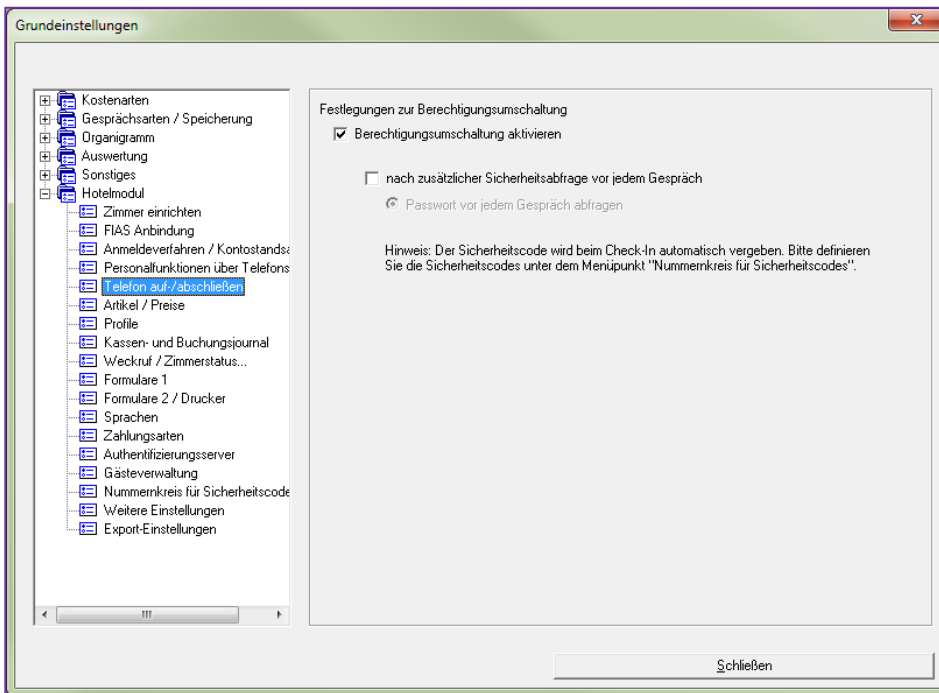 Grundeinstellungen
Kostenarten
Gesprächsarten / Speicherung
Organigramm
Auswertung
Sonstiges
Hotelmodul
Zimmer einrichten
FIAS Anbindung
Anmeldeverfahren / Kontostandsa
Personalfunktionen über Telefons
Telefon auf-/abschließen
Artikel / Preise
Profile
Kassen- und Buchungsjournal
Weckruf / Zimmerstatus...
Formulare 1
Formulare 2 / Drucker
Sprachen
Zahlungsarten
Authentifizierungsserver
Gästeverwaltung
Nummernkreis für Sicherheitscode
Weitere Einstellungen
Export-Einstellungen
Festlegungen zur Berechtigungsumschaltung
Berechtigungsumschaltung aktivieren
nach zusätzlicher Sicherheitsabfrage vor jedem Gespräch
Passwort vor jedem Gespräch abfragen
Hinweis: Der Sicherheitscode wird beim Check-In automatisch vergeben. Bitte definieren
Sie die Sicherheitscodes unter dem Menüpunkt "Nummernkreis für Sicherheitscodes".
Schließen